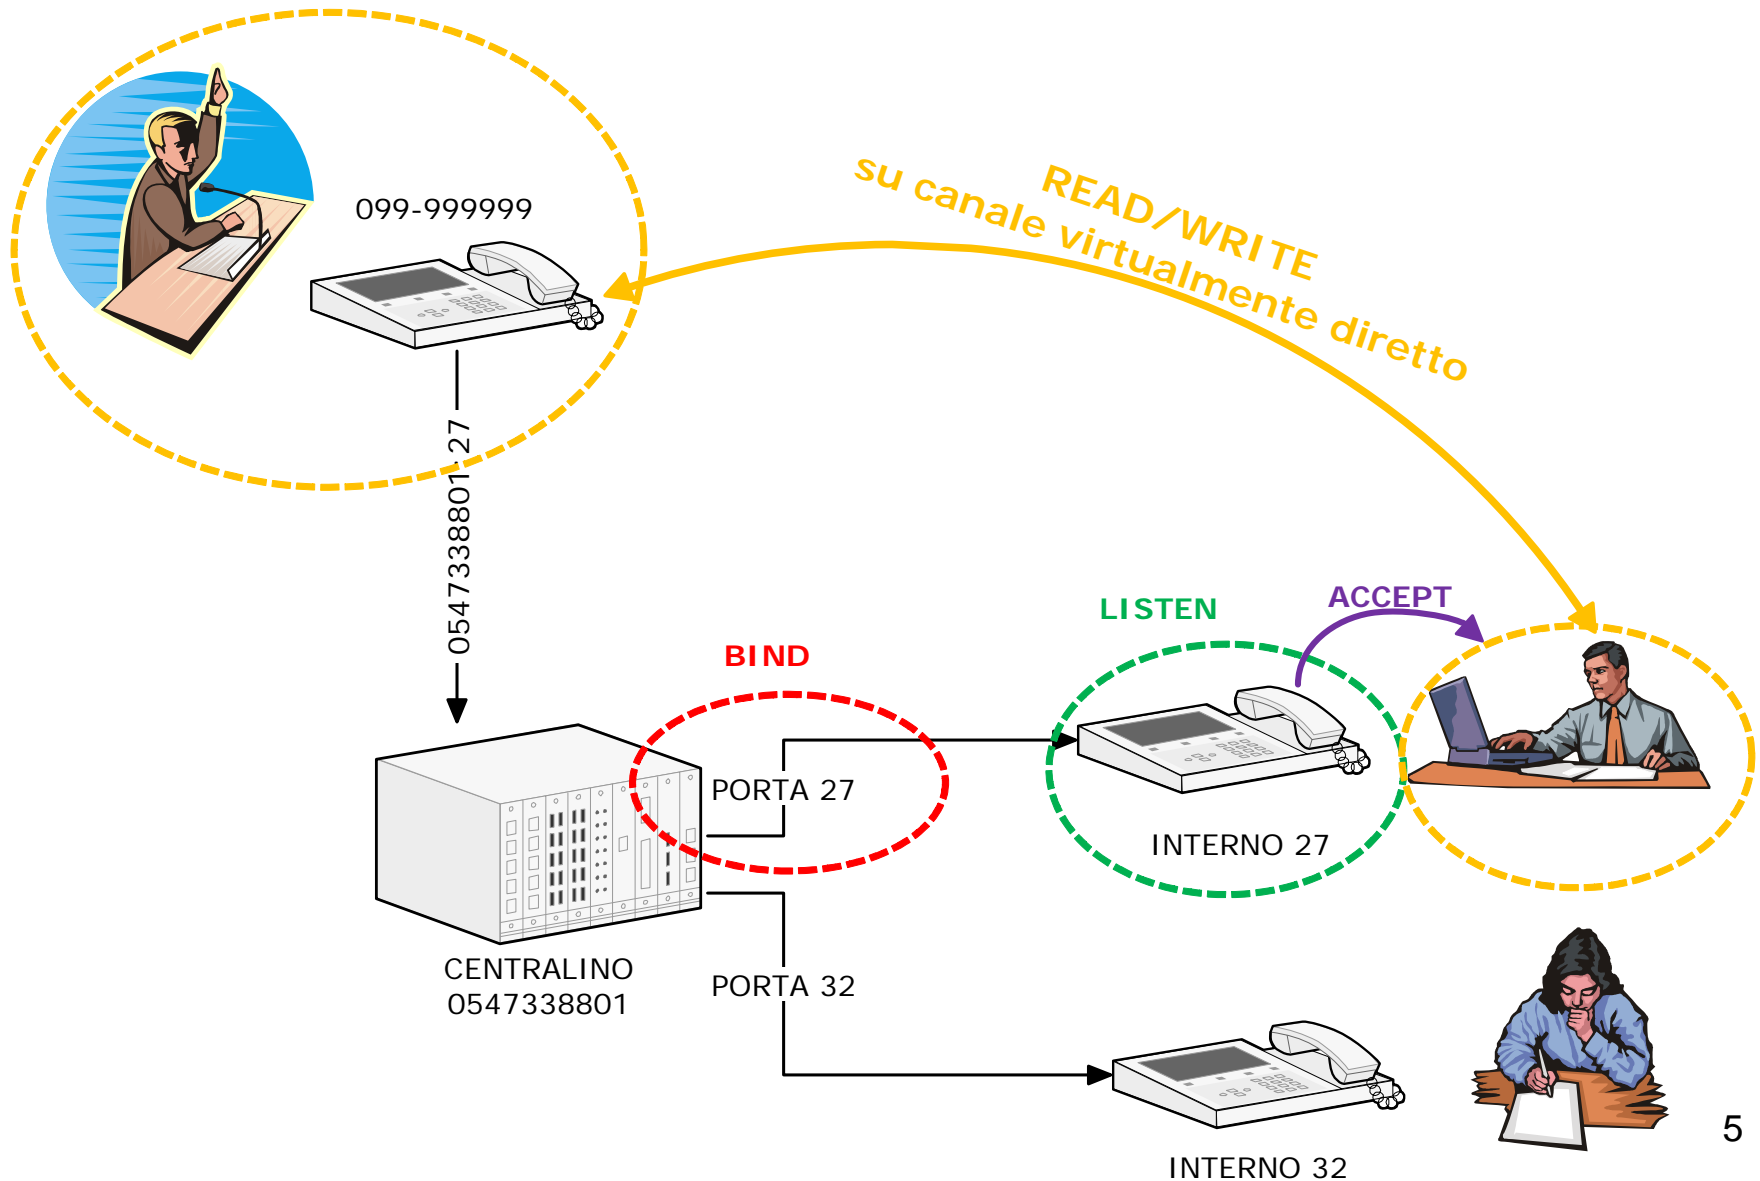 099-999999
READ/WRITE
su canale virtualmente diretto
0547338801-27
LISTEN
ACCEPT
BIND
PORTA 27
INTERNO 27
CENTRALINO
0547338801
PORTA 32
INTERNO 32
5